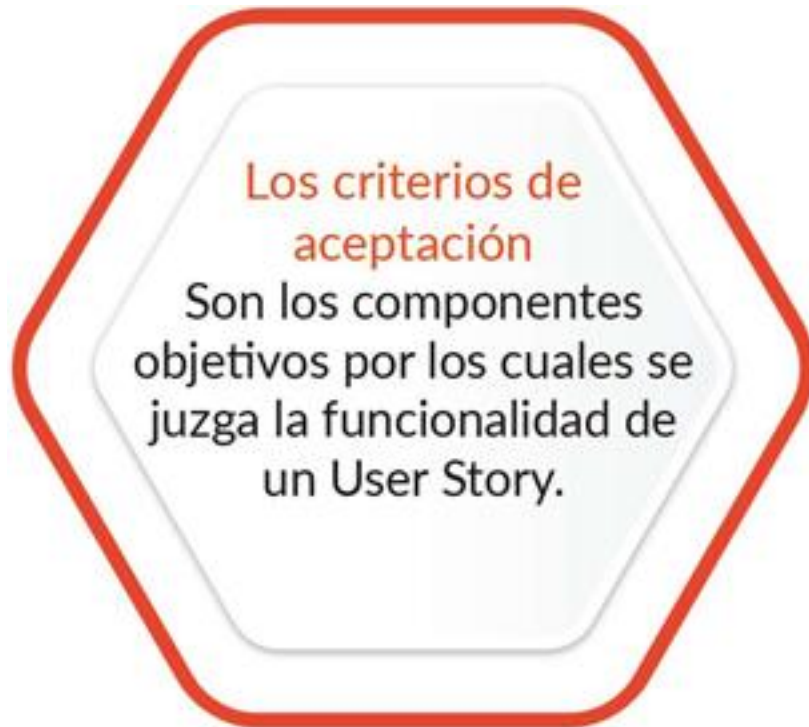 Los criterios de
aceptación
Son los componentes
objetivos por los cuales se
juzga la funcionalidad de
un User Story.